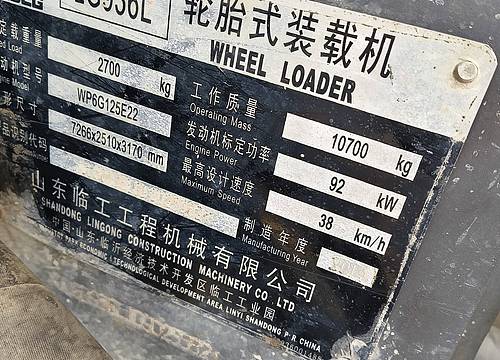 轮胎式装载机
WHEEL LOADER
2700 kg
WP6G125E22
形尺寸 7266x2510x3170 mm
工作质量
Operating Mass 10700 kg
发动机标定功率
Engine Power 92 kW
最高设计速度
Maximum Speed 38 km/h
制造年度
Manufacturing Year
山东临工工程机械有限公司
SHANDONG LINGONG CONSTRUCTION MACHINERY CO. LTD
中国·山东·临沂经济技术开发区临工工业园
ECONOMIC / TECHNOLOGICAL DEVELOPMENT AREA LINYI SHANDONG P.R. CHINA